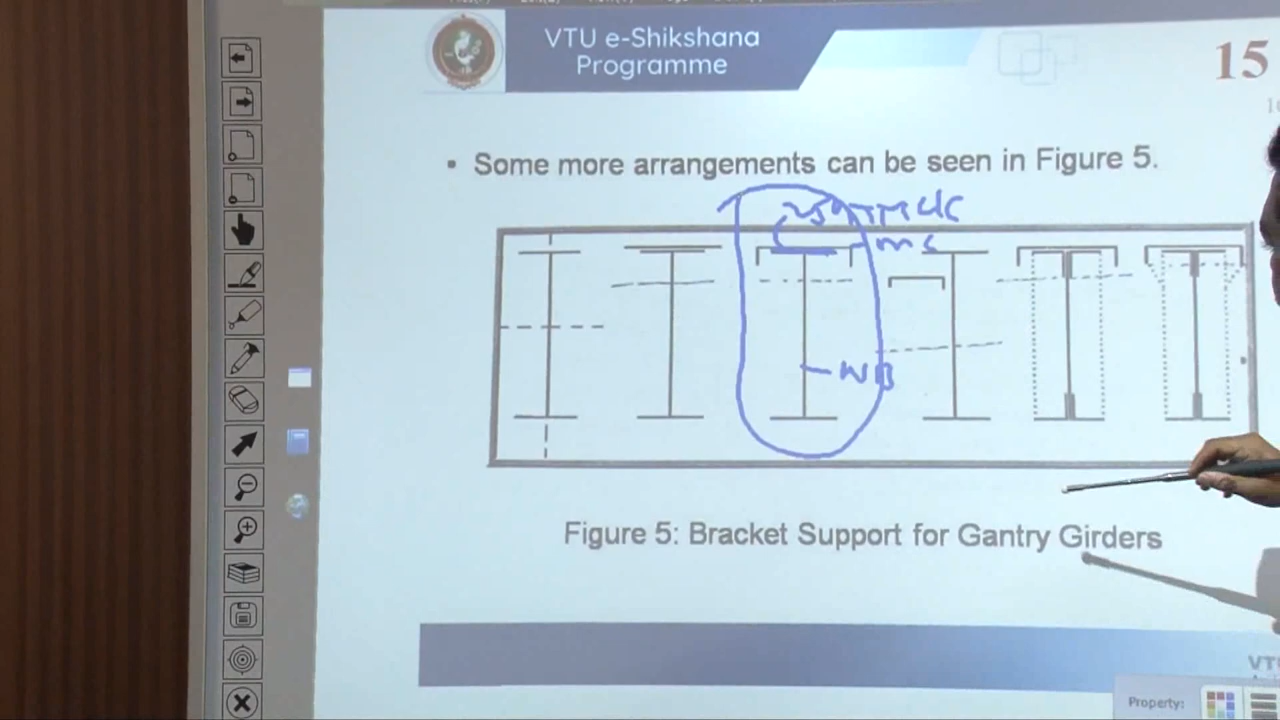 VTU e-Shikshana
Programme
15
▪ Some more arrangements can be seen in Figure 5.
Figure 5: Bracket Support for Gantry Girders
VTU
Property: